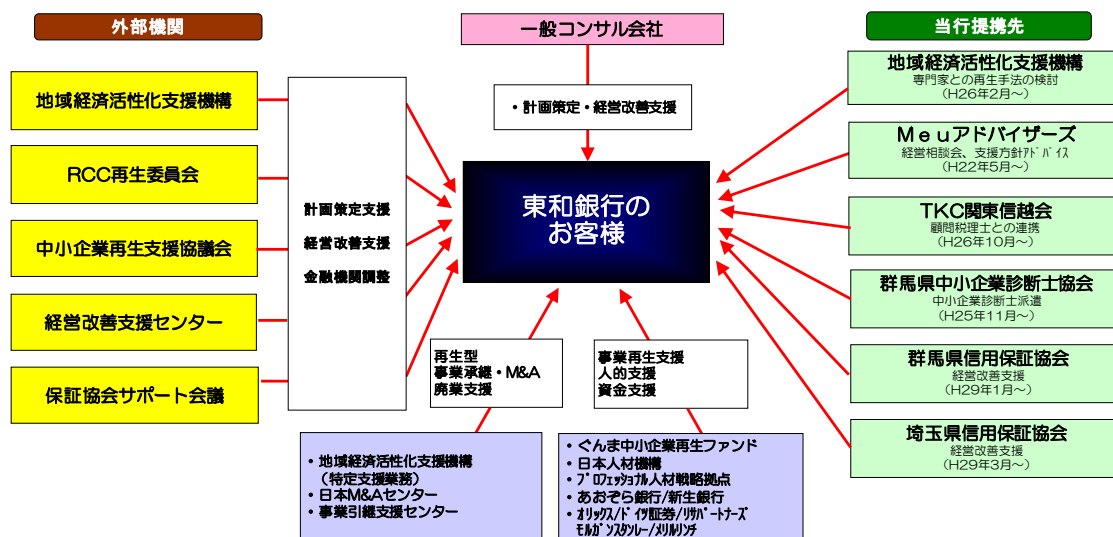 外部機関
一般コンサル会社
当行提携先
地域経済活性化支援機構
RCC再生委員会
中小企業再生支援協議会
経営改善支援センター
保証協会サポート会議
計画策定支援
経営改善支援
金融機関調整
・計画策定・経営改善支援
東和銀行の
お客様
地域経済活性化支援機構
専門家との再生手法の検討
(H26年2月~)
Meuアドバイザーズ
経営相談会、支援方針ｱﾄﾞﾊﾞｲｽ
(H22年5月~)
TKC関東信越会
顧問税理士との連携
(H26年10月~)
群馬県中小企業診断士協会
中小企業診断士派遣
(H25年11月~)
群馬県信用保証協会
経営改善支援
(H29年1月~)
埼玉県信用保証協会
経営改善支援
(H29年3月~)
再生型
事業承継・M&A
廃業支援
事業再生支援
人的支援
資金支援
・地域経済活性化支援機構
(特定支援業務)
・日本M&Aセンター
・事業引継支援センター
・ぐんま中小企業再生ファンド
・日本人材機構
・ﾌﾟﾛﾌｪｯｼｮﾅﾙ人材戦略拠点
・あおぞら銀行/新生銀行
・ｵﾘｯｸｽ/ﾄﾞｲﾂ証券/ﾘｻﾊﾟｰﾄﾅｰｽﾞ
ﾓﾙｶﾞﾝｽﾀﾝﾚｰ/ﾒﾘﾙﾘﾝﾁ